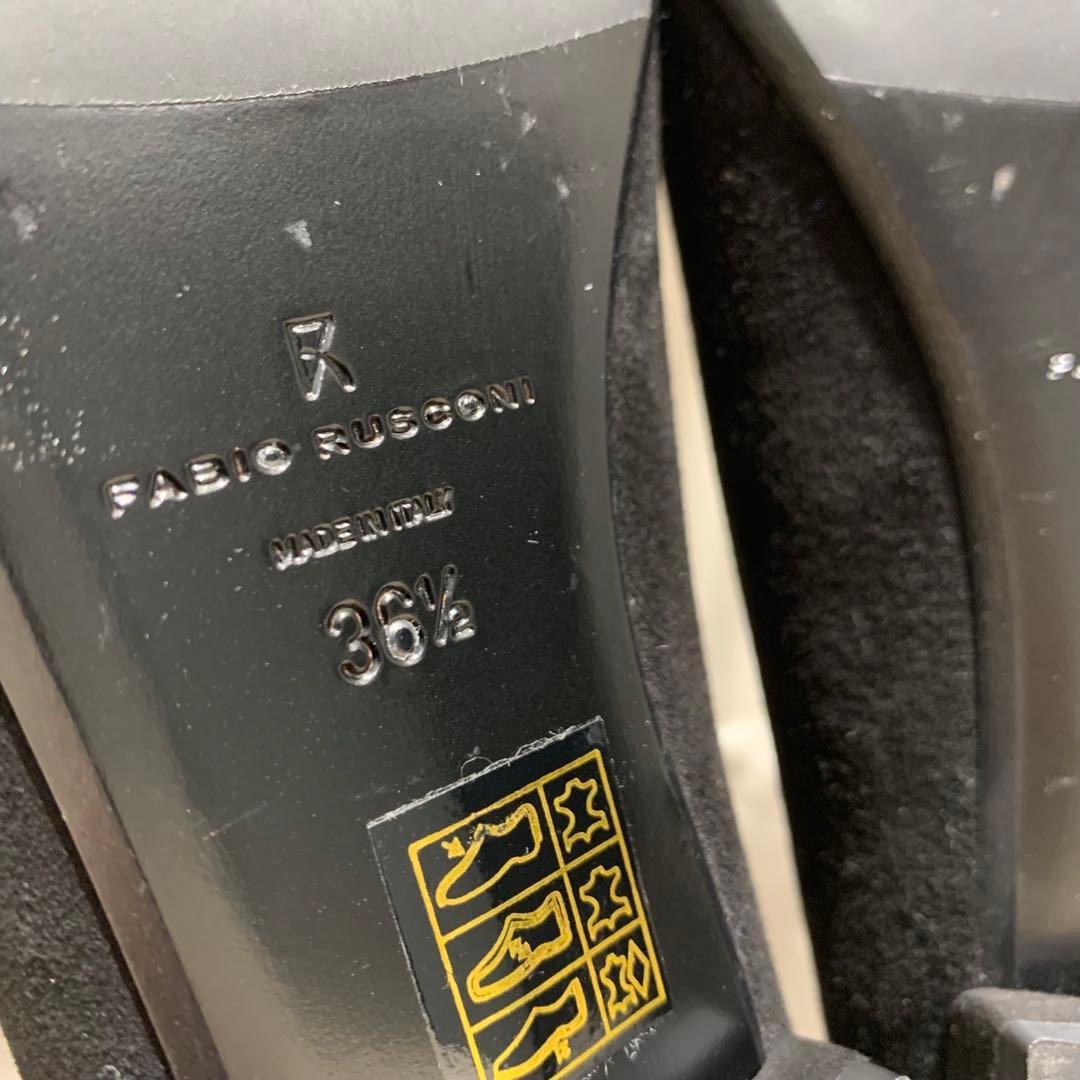 R
FABIO RUSCONI
MADE IN ITALY
36½